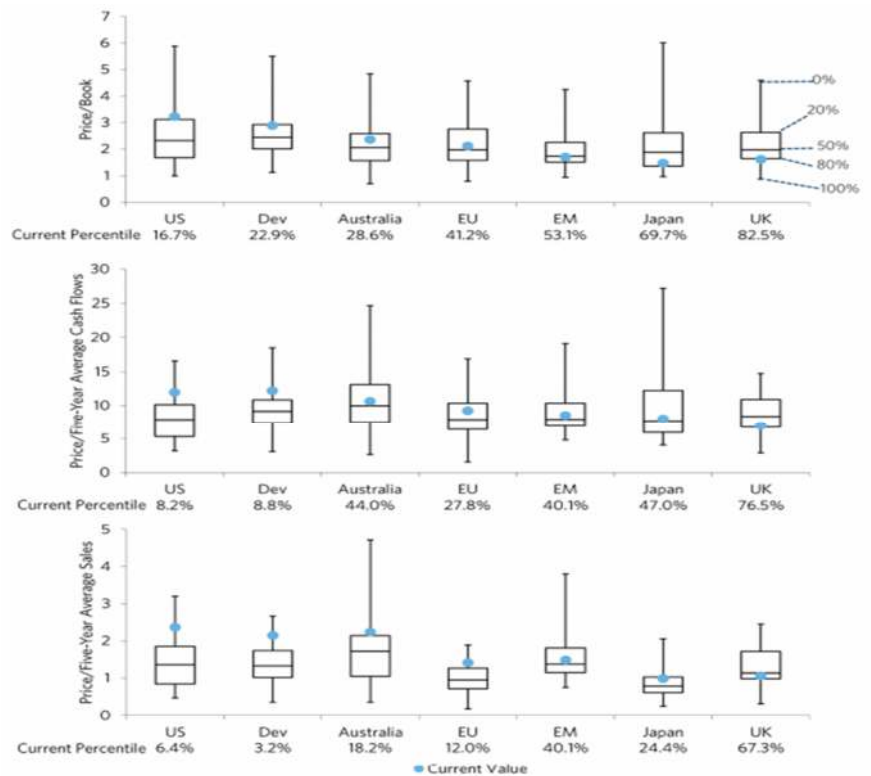 Price/Book
7
6
5
4
3
2
1
0
0%
20%
50%
80%
100%
US Dev Australia EU EM Japan UK
Current Percentile 16.7% 22.9% 28.6% 41.2% 53.1% 69.7% 82.5%
Price/Five-Year Average Cash Flows
30
25
20
15
10
5
0
US Dev Australia EU EM Japan UK
Current Percentile 8.2% 8.8% 44.0% 27.8% 40.1% 47.0% 76.5%
Price/Five-Year Average Sales
5
4
3
2
1
0
US Dev Australia EU EM Japan UK
Current Percentile 6.4% 3.2% 18.2% 12.0% 40.1% 24.4% 67.3%
Current Value